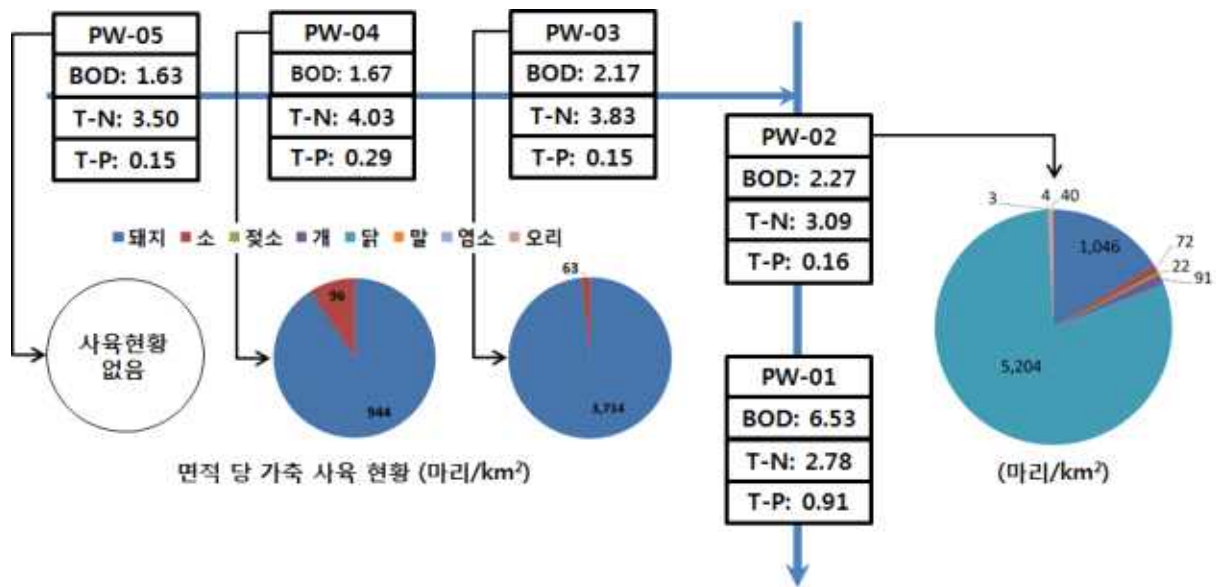 PW-05
BOD: 1.63
T-N: 3.50
T-P: 0.15
PW-04
BOD: 1.67
T-N: 4.03
T-P: 0.29
PW-03
BOD: 2.17
T-N: 3.83
T-P: 0.15
PW-02
BOD: 2.27
T-N: 3.09
T-P: 0.16
돼지 소 젖소 개 닭 말 염소 오리
사육현황
없음
96
944
63
3,734
3
4
40
1,046
72
22
91
5,204
PW-01
BOD: 6.53
T-N: 2.78
T-P: 0.91
면적 당 가축 사육 현황 (마리/km²)
(마리/km²)